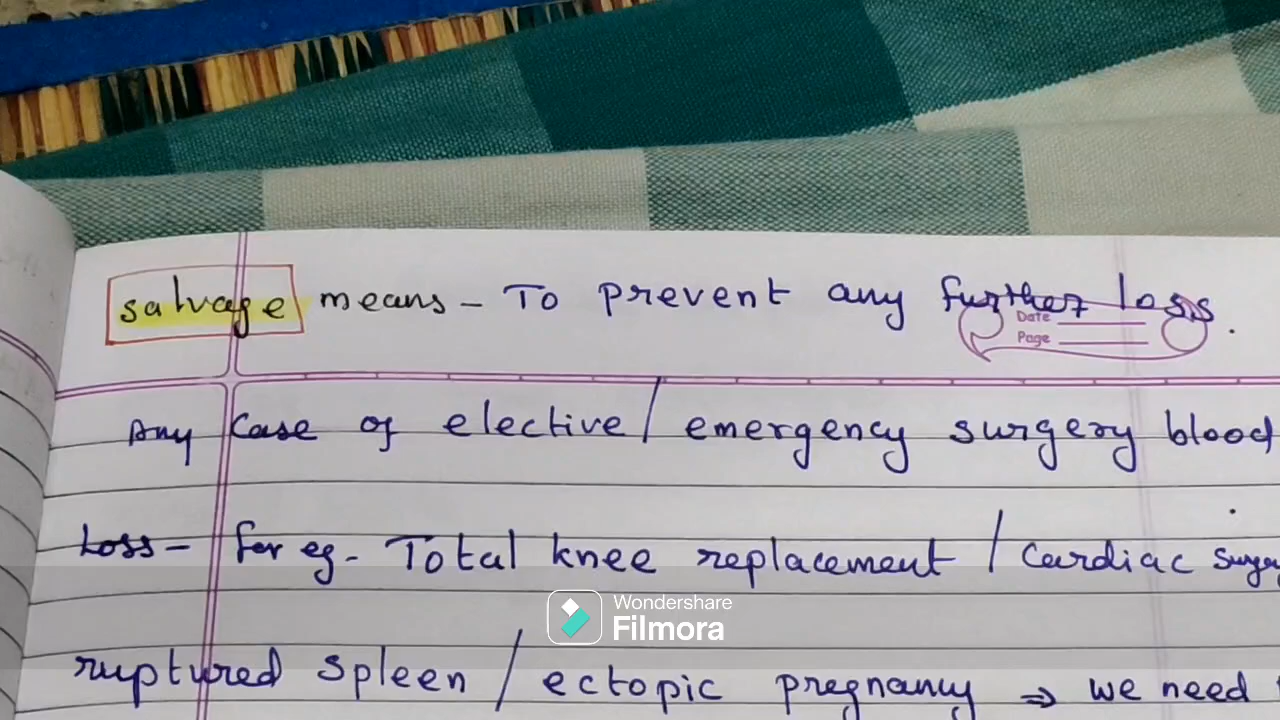 salvage means - To prevent any further loss.
Date
Page
Any case of elective / emergency surgery blood
Loss - for eg. Total knee replacement / cardiac
Wondershare
Filmora
ruptured spleen / ectopic pregnancy ⇒ we need